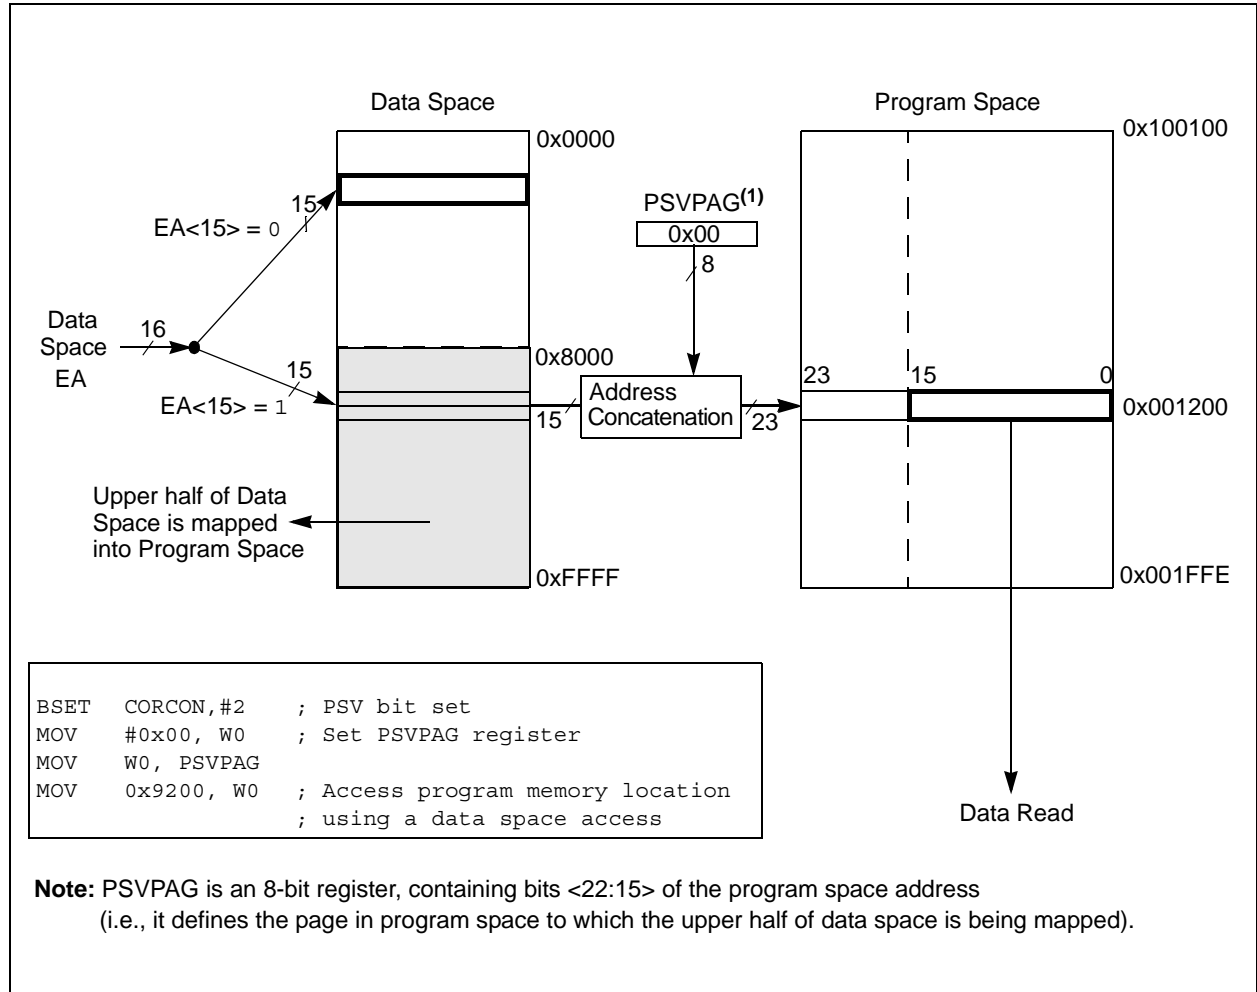 Data Space
Program Space
0x0000
0x100100
15
EA<15> = 0
PSVPAG(1)
0x00
8
Data
Space
EA
16
15
EA<15> = 1
0x8000
15
Address
Concatenation
23
23
15
0
0x001200
Upper half of Data
Space is mapped
into Program Space
0xFFFF
0x001FFE
BSET CORCON,#2 ; PSV bit set
MOV #0x00, W0 ; Set PSVPAG register
MOV W0, PSVPAG
MOV 0x9200, W0 ; Access program memory location
; using a data space access
Data Read
Note: PSVPAG is an 8-bit register, containing bits <22:15> of the program space address
(i.e., it defines the page in program space to which the upper half of data space is being mapped).